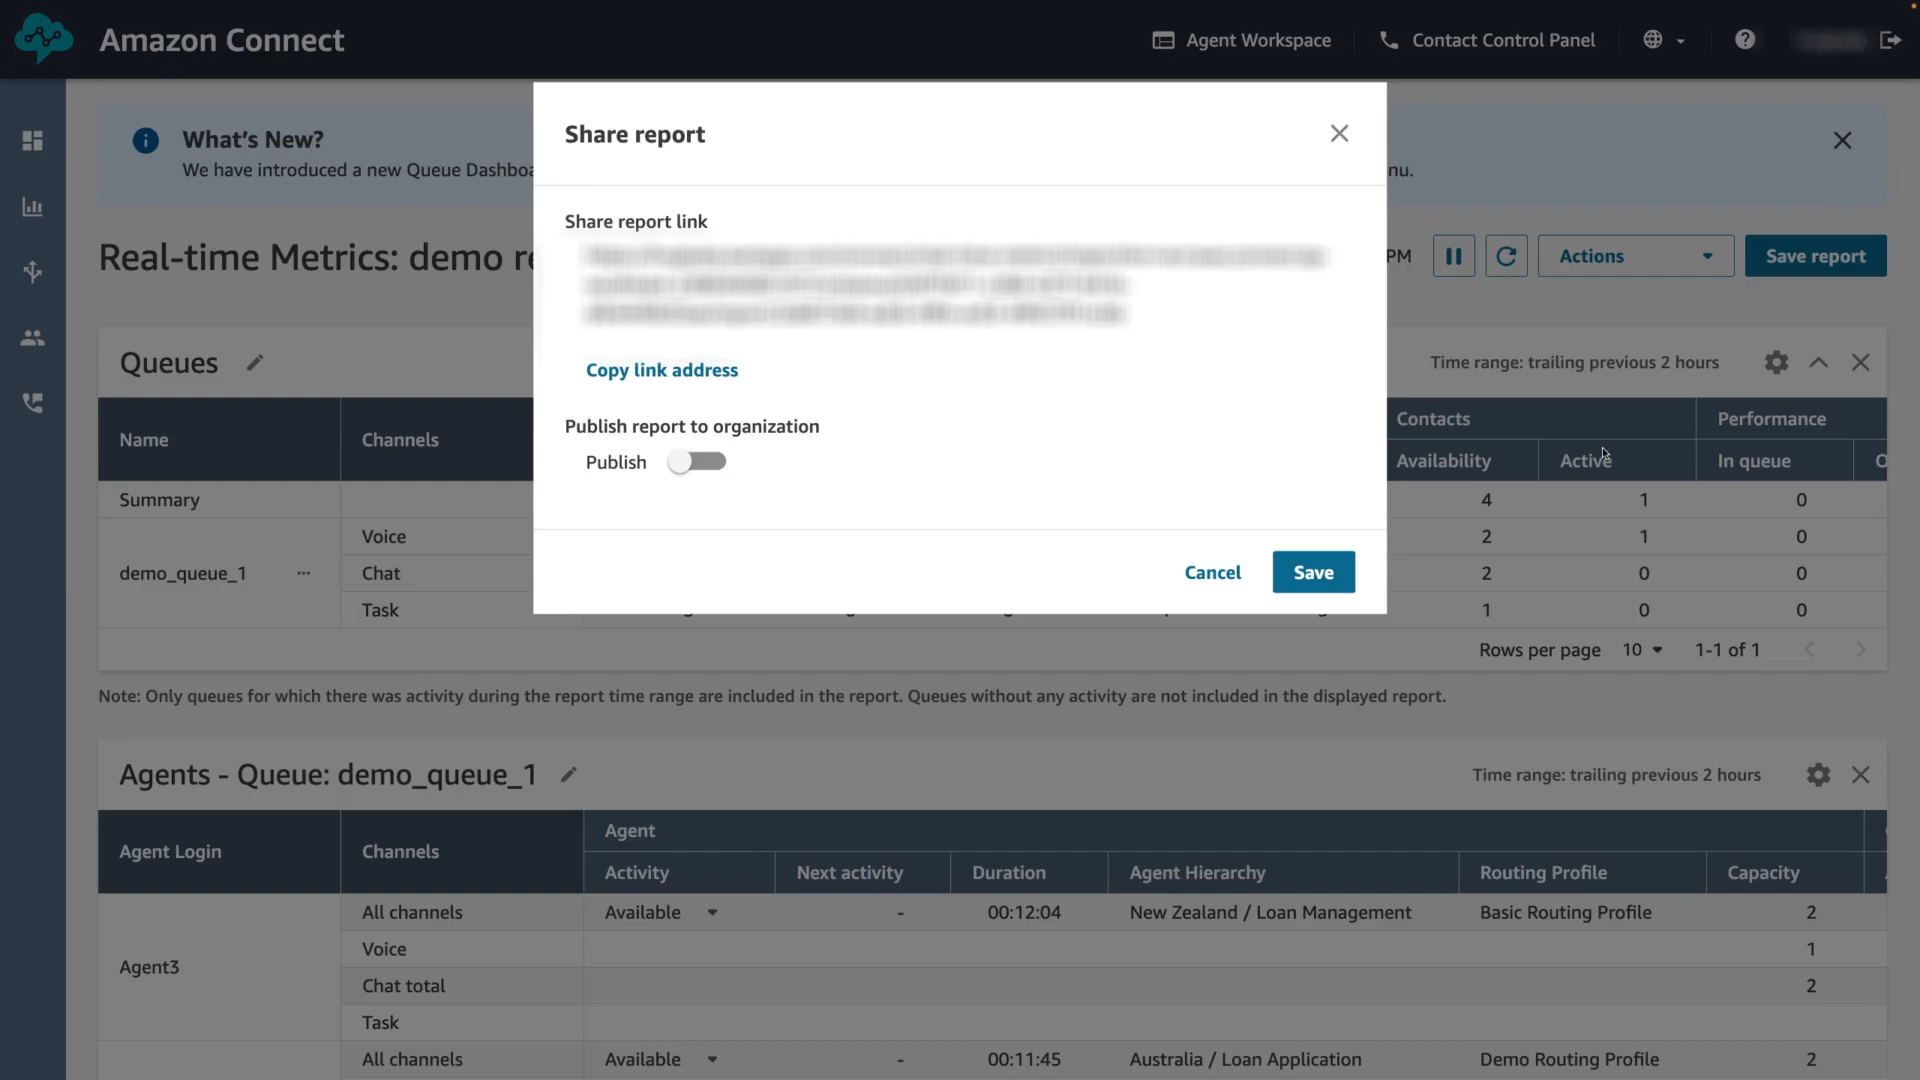 Amazon Connect
Agent Workspace
Contact Control Panel
What's New?
We have introduced a new Queue
nu.
Real-time Metrics: demo
PM
Actions
Save report
Share report
Share report link
Copy link address
Publish report to organization
Publish
Cancel
Save
Queues
Time range: trailing previous 2 hours
Name
Channels
Contacts
Performance
Availability
Active
In queue
O
Summary
4
1
0
demo_queue_1
...
Voice
2
1
0
Chat
2
0
0
Task
1
0
0
Rows per page
10
1-1 of 1
Note: Only queues for which there was activity during the report time range are included in the report. Queues without any activity are not included in the displayed report.
Agents - Queue: demo_queue_1
Time range: trailing previous 2 hours
Agent Login
Channels
Agent
Activity
Next activity
Duration
Agent Hierarchy
Routing Profile
Capacity
Agent3
All channels
Available
-
00:12:04
New Zealand / Loan Management
Basic Routing Profile
2
Voice
1
Chat total
2
Task
All channels
Available
-
00:11:45
Australia / Loan Application
Demo Routing Profile
2